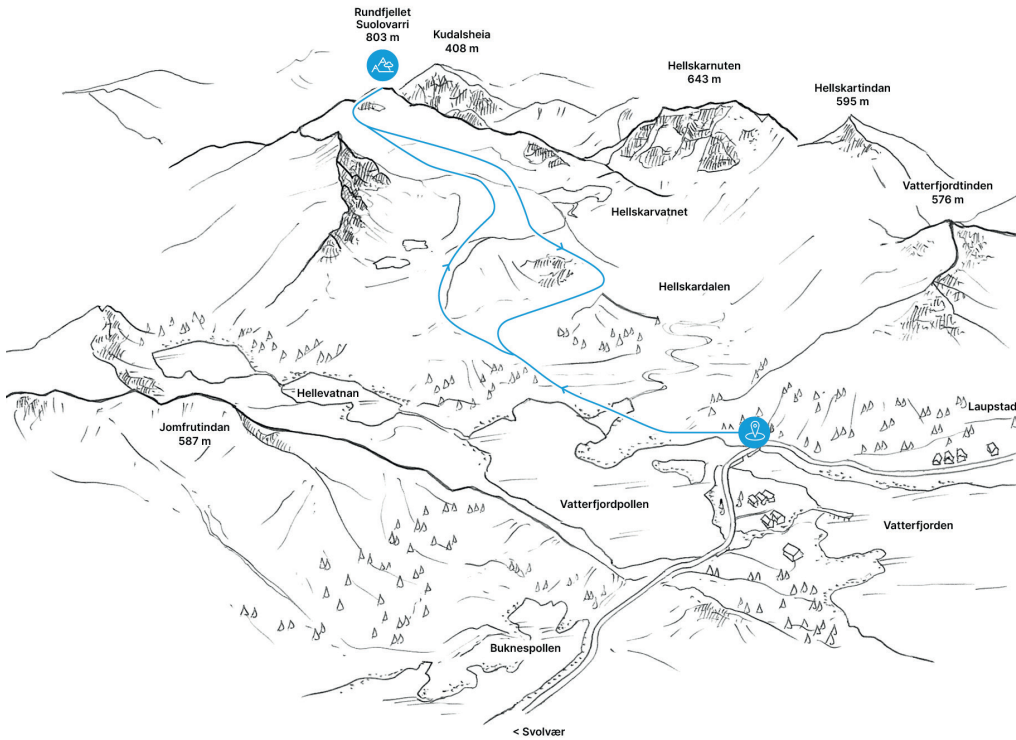 Rundfjellet
Suolovarri
803 m
Kudalsheia
408 m
Hellskarnuten
643 m
Hellskartindan
595 m
Vatterfjordtinden
576 m
Hellskarvatnet
Hellskardalen
Hellevatnan
Laupstad
Jomfrutindan
587 m
Vatterfjordpollen
Vatterfjorden
Buknespollen
< Svolvær